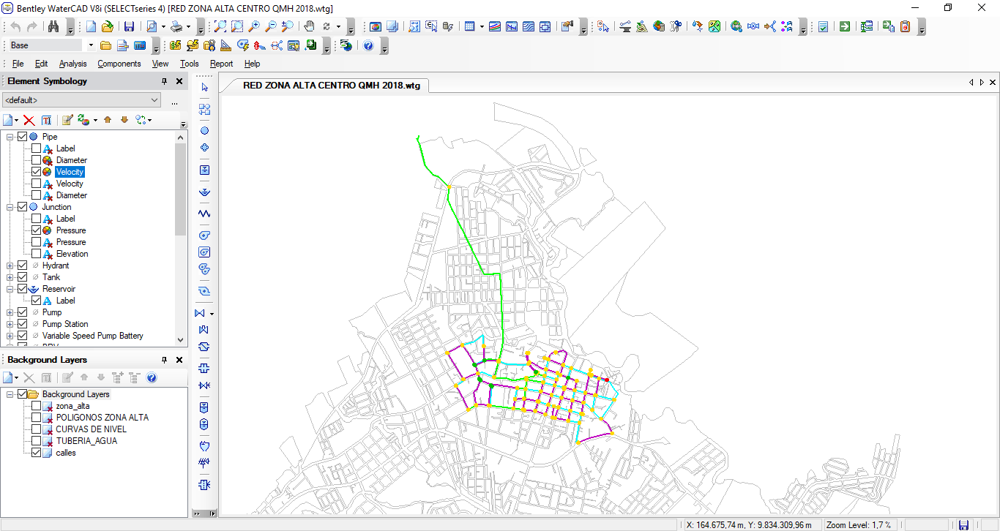 Bentley WaterCAD V8i (SELECTseries 4) [RED ZONA ALTA CENTRO QMH 2018.wtg]
Base
File Edit Analysis Components View Tools Report Help
Element Symbology
<default>
...
Pipe
Label
Diameter
Velocity
Velocity
Diameter
Junction
Label
Pressure
Pressure
Elevation
Hydrant
Tank
Reservoir
Label
Pump
Pump Station
Variable Speed Pump Battery
Background Layers
Background Layers
zona_alta
POLIGONOS ZONA ALTA
CURVAS DE NIVEL
TUBERIA_AGUA
calles
RED ZONA ALTA CENTRO QMH 2018.wtg
X: 164.675,74 m, Y: 9.834.309,96 m
Zoom Level: 1,7 %